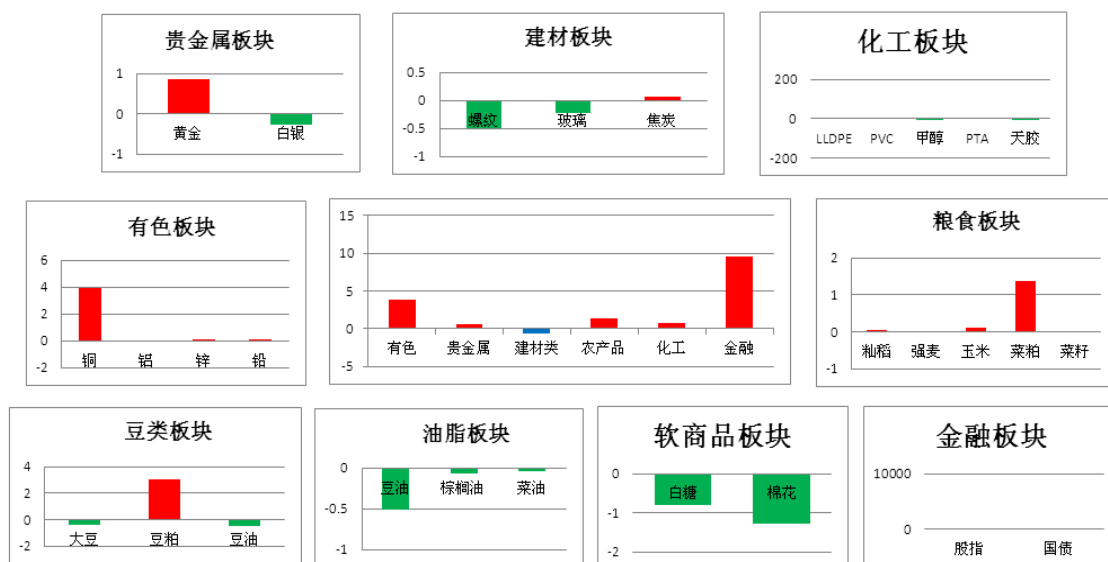 贵金属板块
1
0
-1
黄金
白银
建材板块
0.5
0
-0.5
-1
螺纹
玻璃
焦炭
化工板块
200
0
-200
LLDPE
PVC
甲醇
PTA
天胶
有色板块
6
4
2
0
-2
铜
铝
锌
铅
15
10
5
0
-5
有色
贵金属
建材类
农产品
化工
金融
粮食板块
2
1
0
-1
籼稻
强麦
玉米
菜粕
菜籽
豆类板块
4
2
0
-2
大豆
豆粕
豆油
油脂板块
0
-0.5
-1
豆油
棕榈油
菜油
软商品板块
0
-1
-2
白糖
棉花
金融板块
10000
0
股指
国债